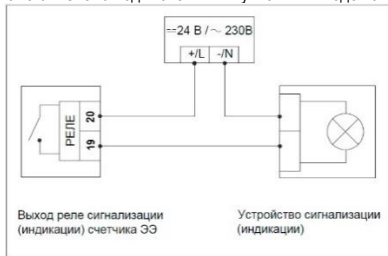 ⎓24 В / ~ 230В
+/L -/N
РЕЛЕ
20
19
Выход реле сигнализации
(индикации) счетчика ЭЭ
Устройство сигнализации
(индикации)